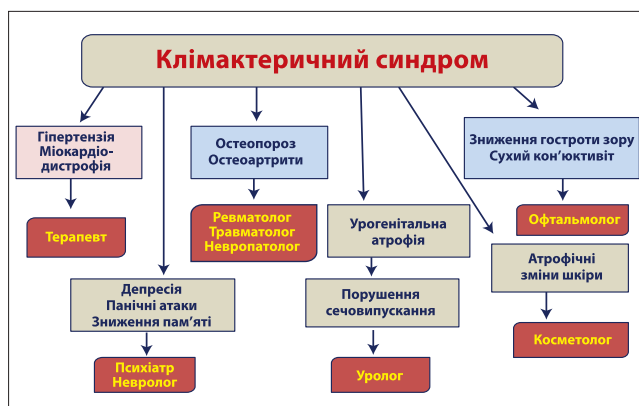 Клімактеричний синдром
Гіпертензія
Міокардіо-
дистрофія
Терапевт
Депресія
Панічні атаки
Зниження пам’яті
Психіатр
Невролог
Остеопороз
Остеоартрити
Ревматолог
Травматолог
Невропатолог
Урогенітальна
атрофія
Порушення
сечовипускання
Уролог
Зниження гостроти зору
Сухий кон’юктивіт
Офтальмолог
Атрофічні
зміни шкіри
Косметолог